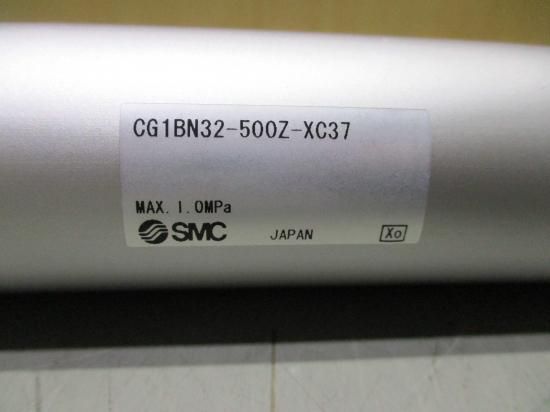 CG1BN32-500Z-XC37
MAX. 1.0MPa
SMC JAPAN Xo